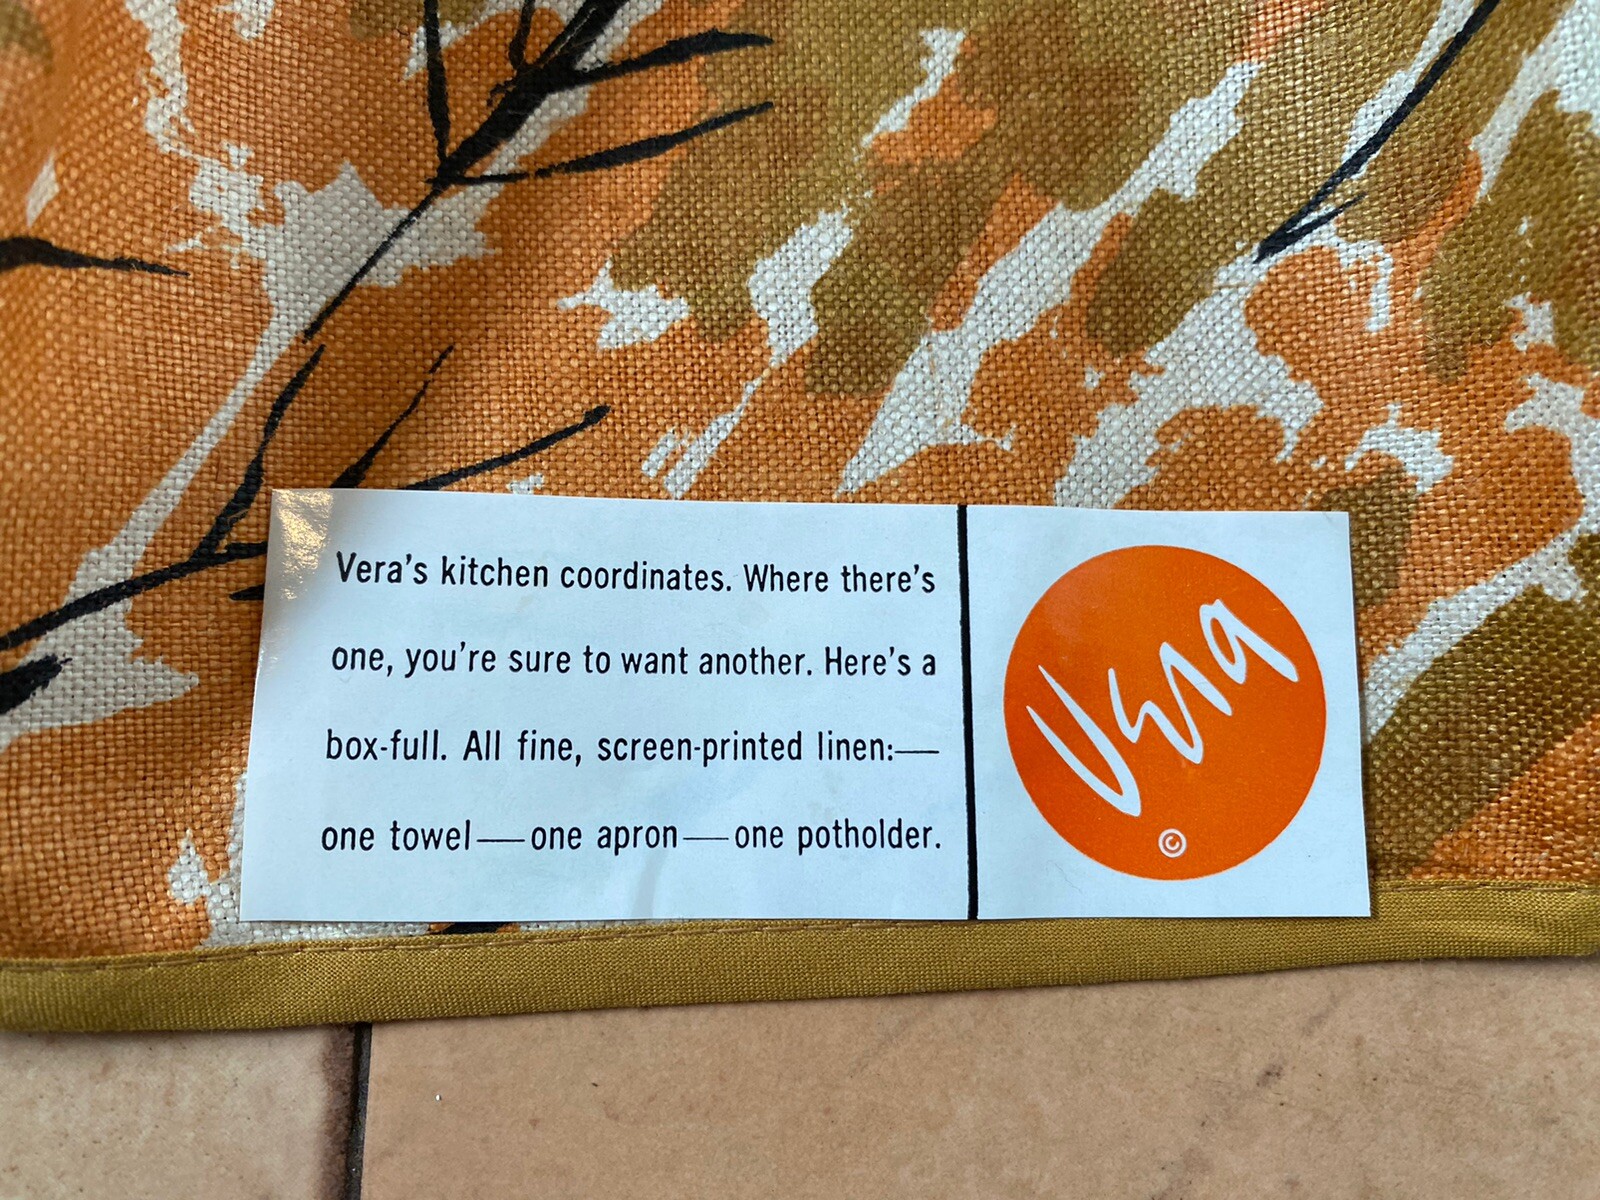 Vera's kitchen coordinates. Where there's
one, you're sure to want another. Here's a
box-full. All fine, screen-printed linen:—
one towel—one apron—one potholder.
Vera
©